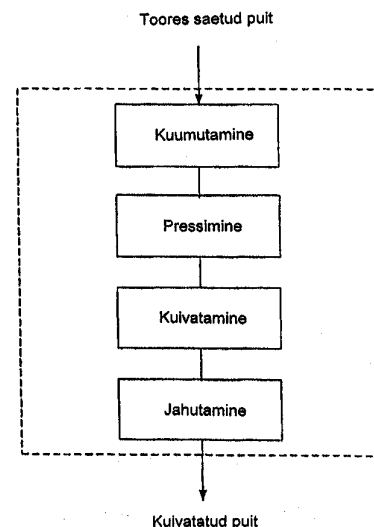 Toores saetud puit
Kuumutamine
Pressimine
Kuivatamine
Jahutamine
Kuivatatud puit